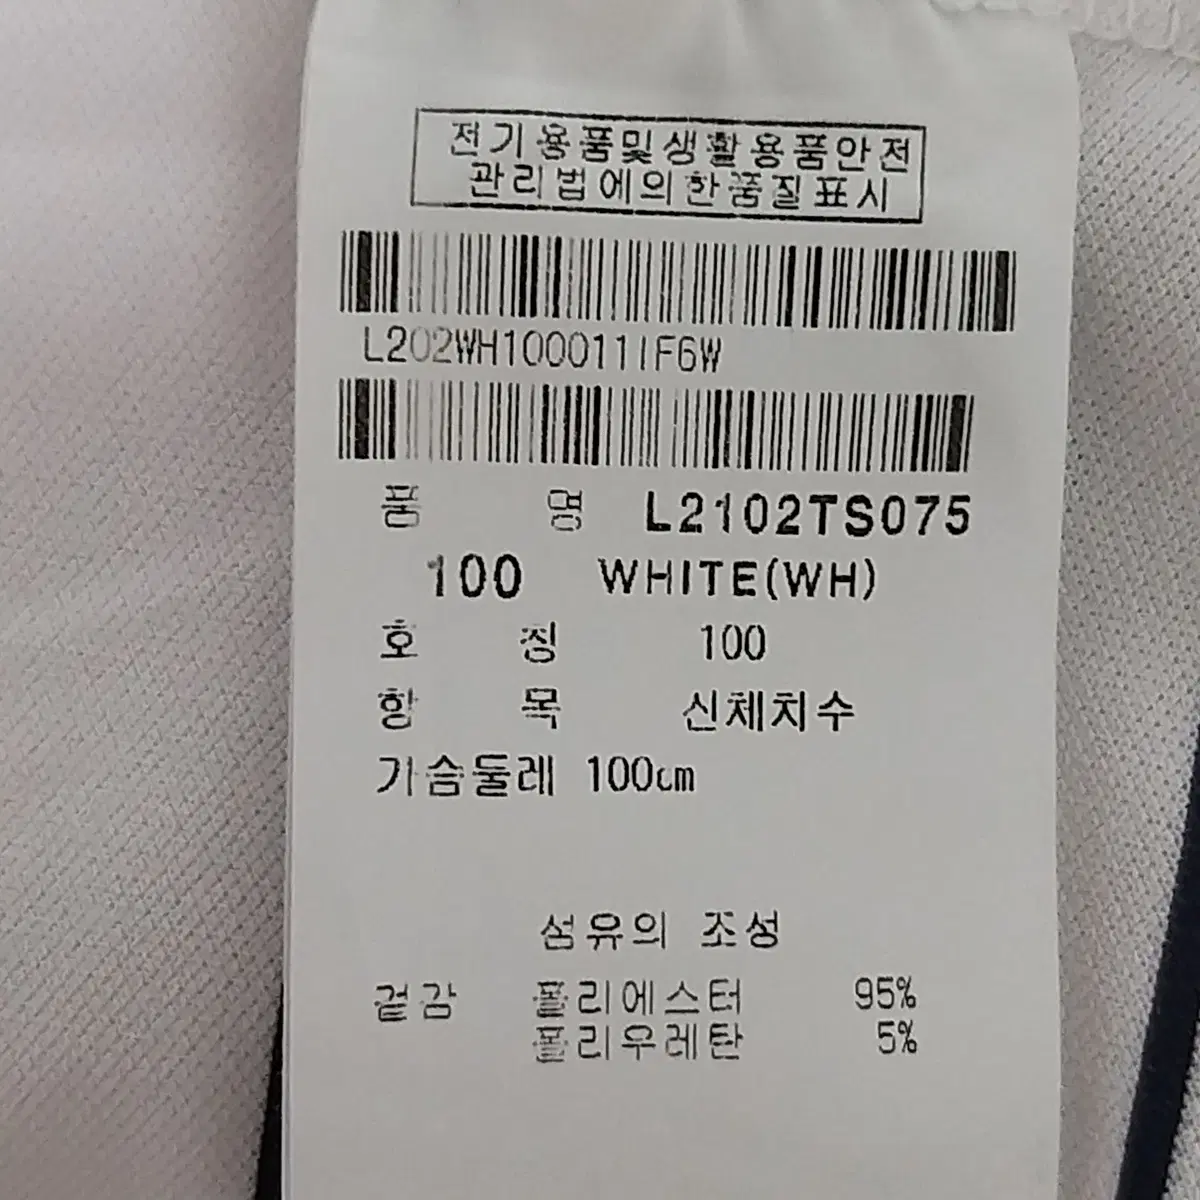 전기용품및생활용품안전
관리법에의한품질표시
L202WH100011IF6W
품 명 L2102TS075
100 WHITE(WH)
호 칭 100
항 목 신체치수
가슴둘레 100cm
섬유의 조성
겉감 폴리에스터 95%
폴리우레탄 5%